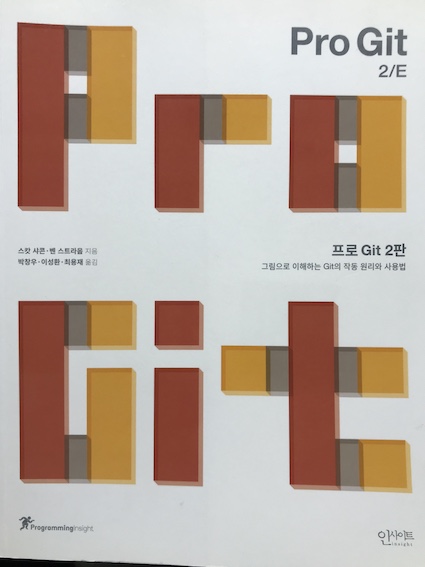 Pro Git
2/E
Pro
스캇 샤콘·벤 스트라웁 지음
박창우·이성환·최용재 옮김
프로 Git 2판
그림으로 이해하는 Git의 작동 원리와 사용법
Git
ProgrammingInsight
인사이트
insight